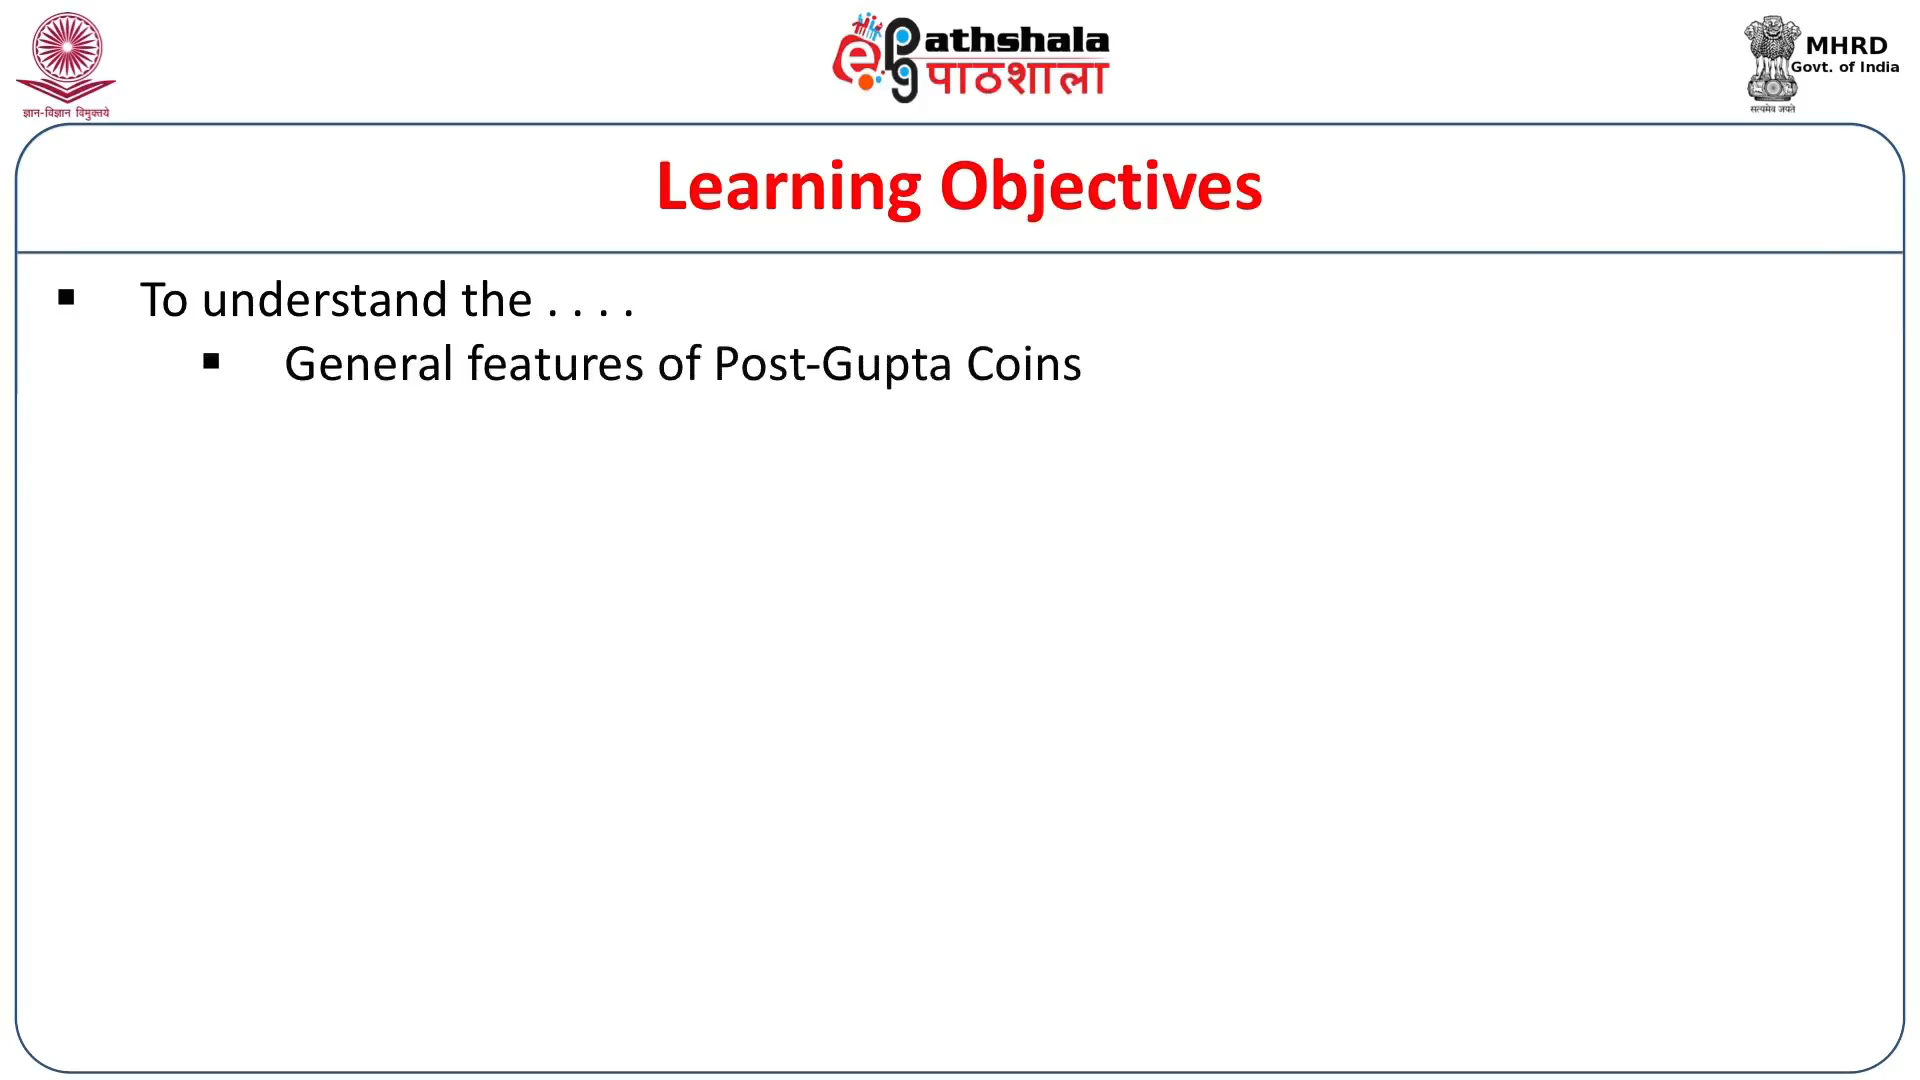 ज्ञान-विज्ञान विमुक्तये
ePathshala
पाठशाला
MHRD
Govt. of India
सत्यमेव जयते
Learning Objectives
▪ To understand the . . . .
▪ General features of Post-Gupta Coins